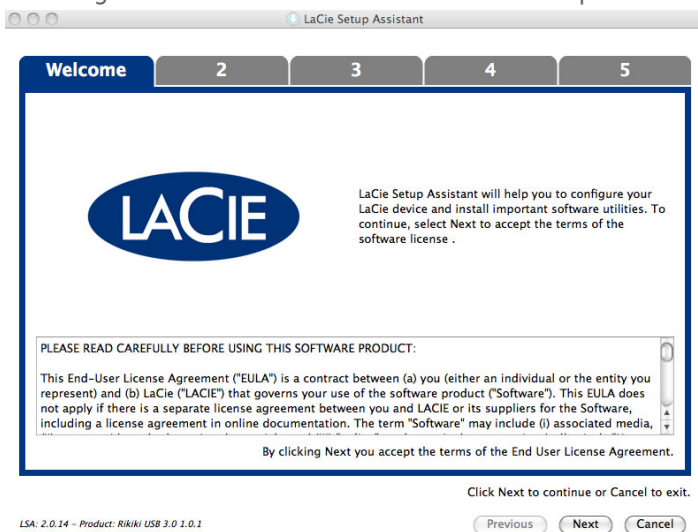 LaCie Setup Assistant
Welcome 2 3 4 5
LACIE
LaCie Setup Assistant will help you to configure your
LaCie device and install important software utilities. To
continue, select Next to accept the terms of the
software license .
PLEASE READ CAREFULLY BEFORE USING THIS SOFTWARE PRODUCT:
This End-User License Agreement ("EULA") is a contract between (a) you (either an individual or the entity you
represent) and (b) LaCie ("LACIE") that governs your use of the software product ("Software"). This EULA does
not apply if there is a separate license agreement between you and LACIE or its suppliers for the Software,
including a license agreement in online documentation. The term "Software" may include (i) associated media,
By clicking Next you accept the terms of the End User License Agreement.
Click Next to continue or Cancel to exit.
LSA: 2.0.14 – Product: Rikiki USB 3.0 1.0.1
Previous Next Cancel